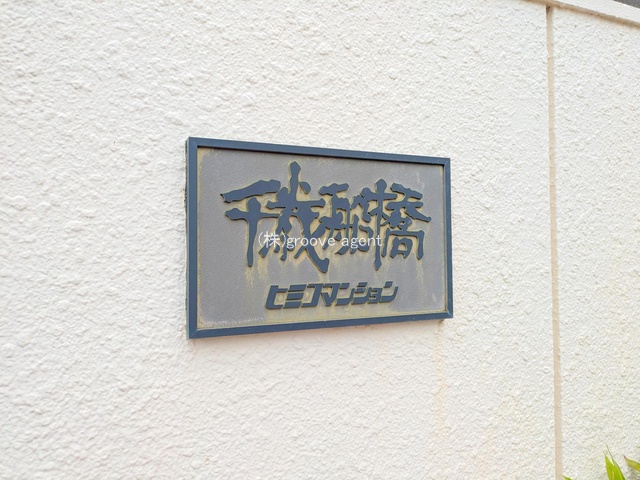 千歳船橋
(株)groove agent
ヒミコマンション